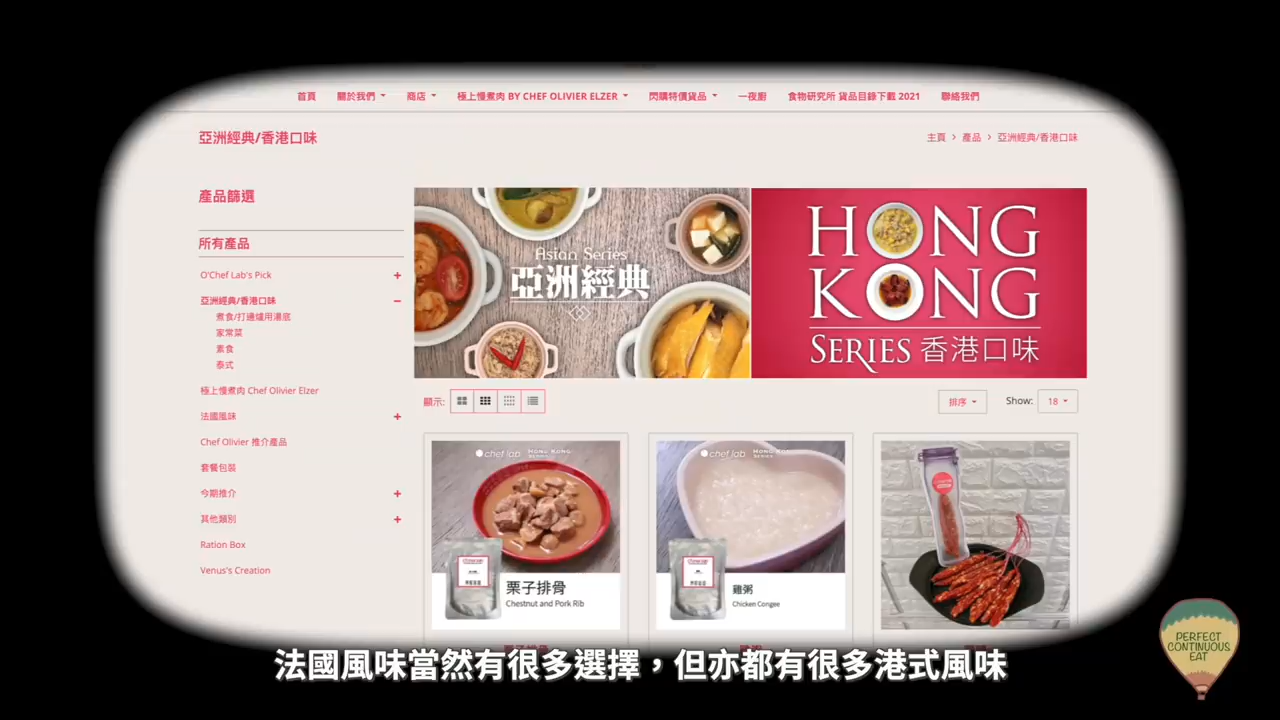 首頁
關於我們
商店
極上慢煮肉 BY CHEF OLIVIER ELZER
閃購特價貨品
一夜廚
食物研究所 貨品目錄下載 2021
聯絡我們
亞洲經典/香港口味
主頁 > 產品 > 亞洲經典/香港口味
產品篩選
所有產品
O'Chef Lab's Pick
亞洲經典/香港口味
煮食/打邊爐用湯底
家常菜
素食
泰式
極上慢煮肉 Chef Olivier Elzer
法國風味
Chef Olivier 推介產品
套餐包裝
今期推介
其他類別
Ration Box
Venus's Creation
Asian Series
亞洲經典
HONG
KONG
SERIES 香港口味
顯示:
排序
Show:
18
chef lab HONG KONG SERIES
栗子排骨
Chestnut and Pork Rib
chef lab
雞粥
Chicken Congee
法國風味當然有很多選擇，但亦都有很多港式風味
PERFECT
CONTINUOUS
EAT